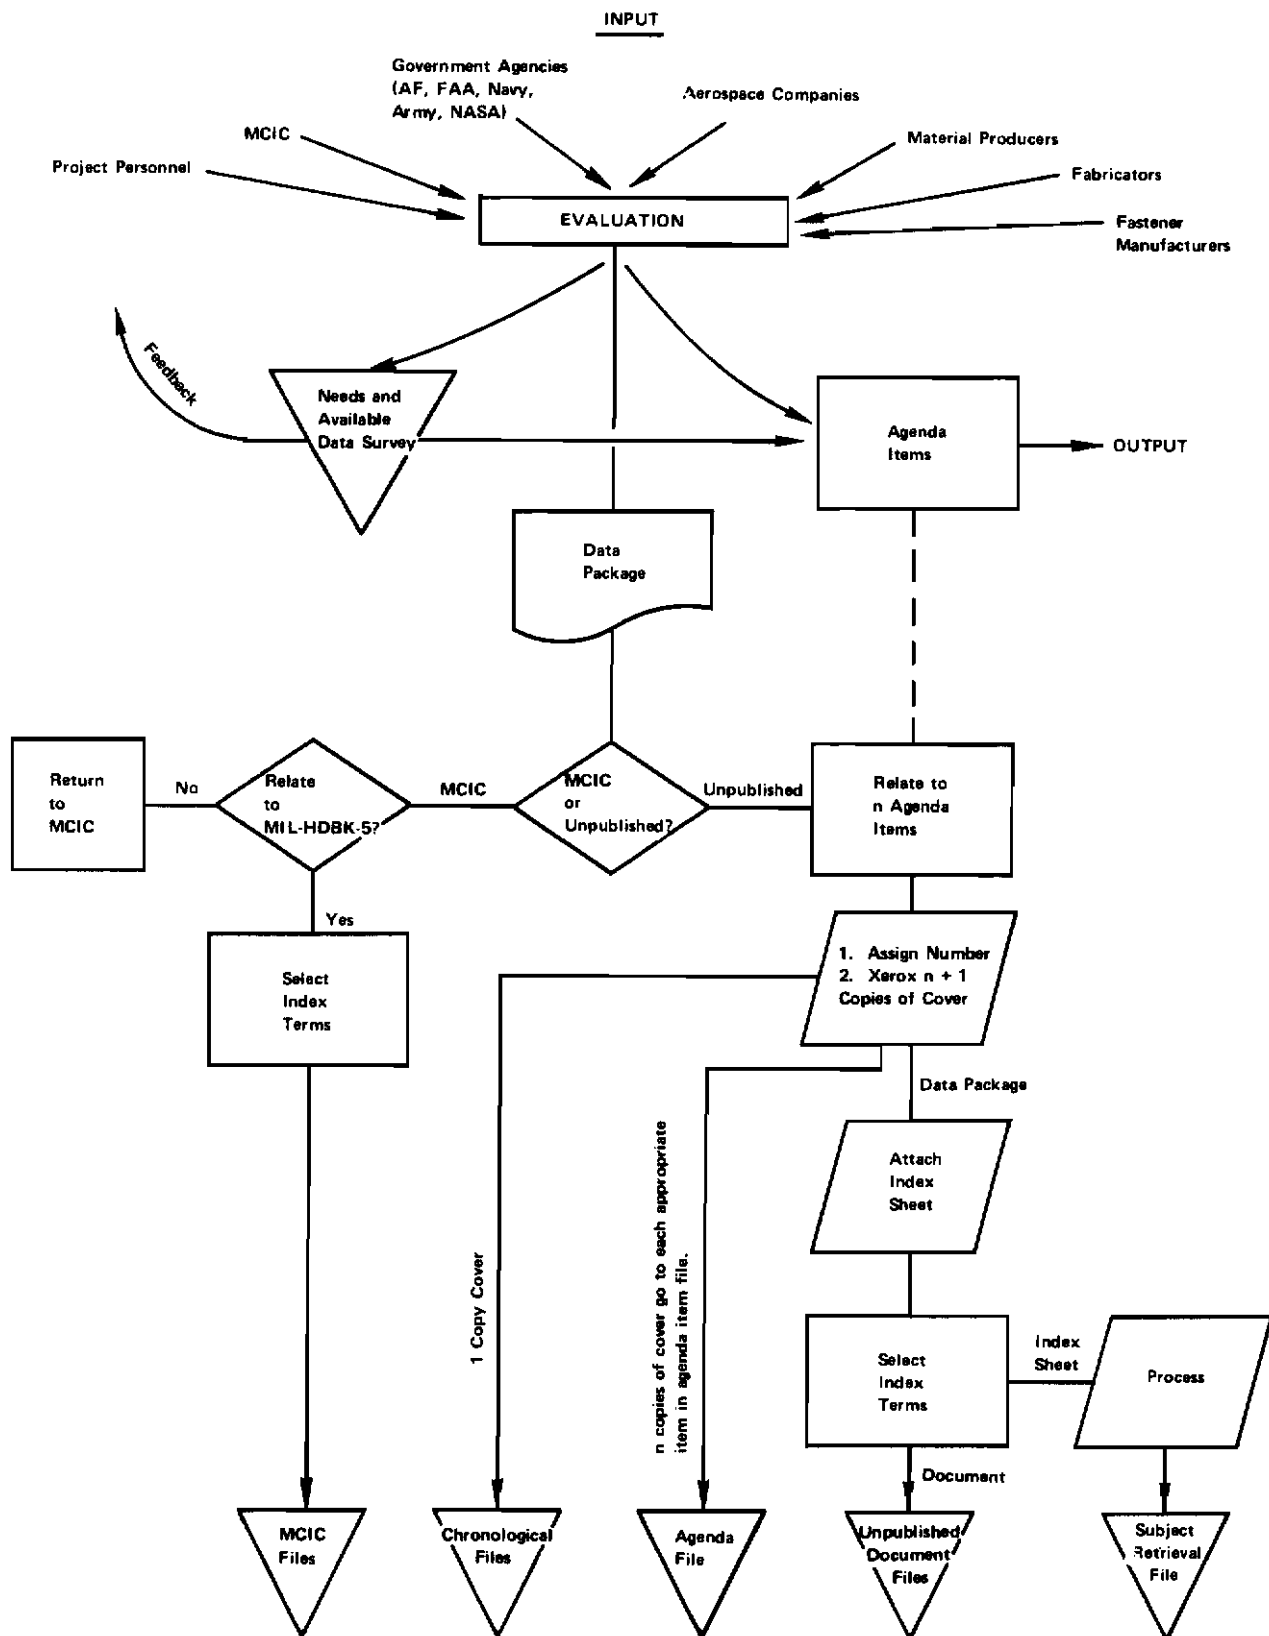 INPUT
Government Agencies
(AF, FAA, Navy,
Army, NASA)
Aerospace Companies
MCIC
Material Producers
Project Personnel
Fabricators
EVALUATION
Fastener
Manufacturers
Feedback
Needs and
Available
Data Survey
Agenda
Items
OUTPUT
Data
Package
Return
to
MCIC
No
Relate
to
MIL-HDBK-5?
MCIC
MCIC
or
Unpublished?
Unpublished
Relate to
n Agenda
Items
Yes
Select
Index
Terms
1. Assign Number
2. Xerox n + 1
Copies of Cover
Data Package
Attach
Index
Sheet
1 Copy Cover
n copies of cover go to each appropriate
item in agenda item file.
Select
Index
Terms
Index
Sheet
Process
Document
MCIC
Files
Chronological
Files
Agenda
File
Unpublished
Document
Files
Subject
Retrieval
File